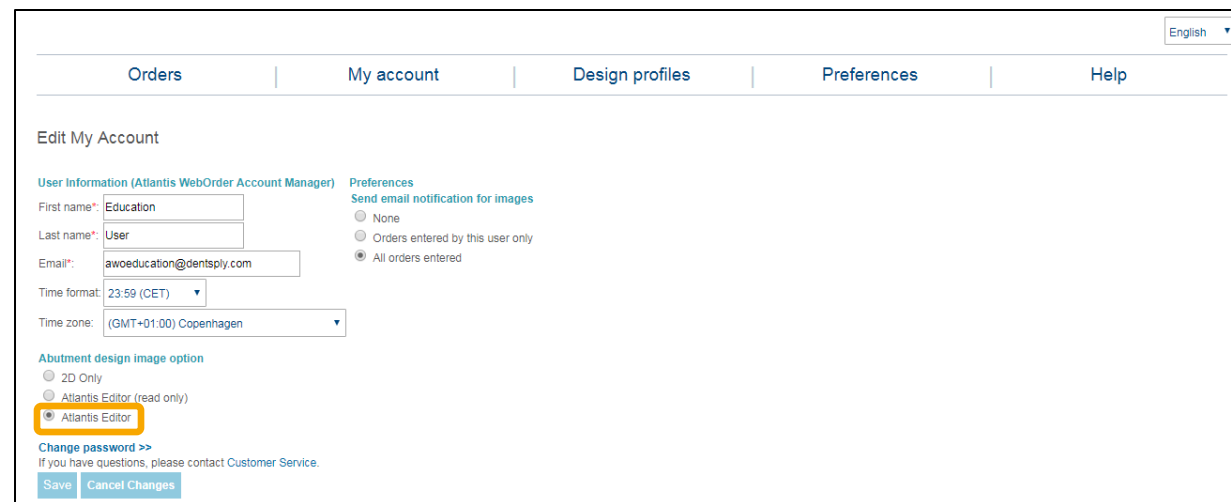 English
Orders
My account
Design profiles
Preferences
Help
Edit My Account
User Information (Atlantis WebOrder Account Manager)
First name*: Education
Last name*: User
Email*: awoeducation@dentsply.com
Time format: 23:59 (CET)
Time zone: (GMT+01:00) Copenhagen
Preferences
Send email notification for images
None
Orders entered by this user only
All orders entered
Abutment design image option
2D Only
Atlantis Editor (read only)
Atlantis Editor
Change password >>
If you have questions, please contact Customer Service.
Save Cancel Changes